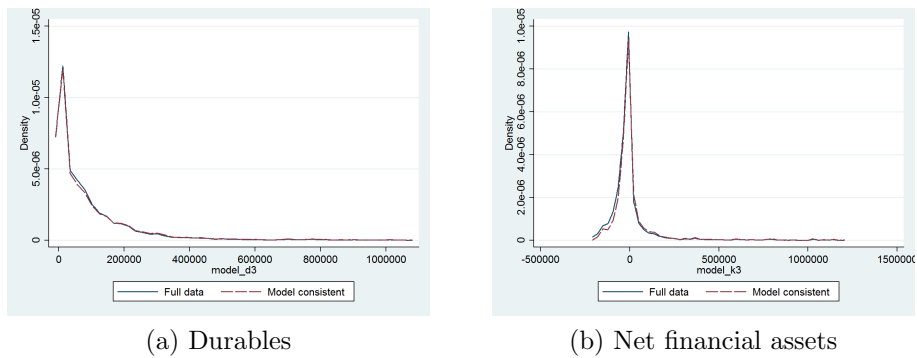 1.5e-05
1.0e-05
5.0e-06
0
Density
0 200000 400000 600000 800000 1000000
model_d3
Full data Model consistent
(a) Durables
1.0e-05
8.0e-06
6.0e-06
4.0e-06
2.0e-06
0
Density
-500000 0 500000 1000000 1500000
model_k3
Full data Model consistent
(b) Net financial assets